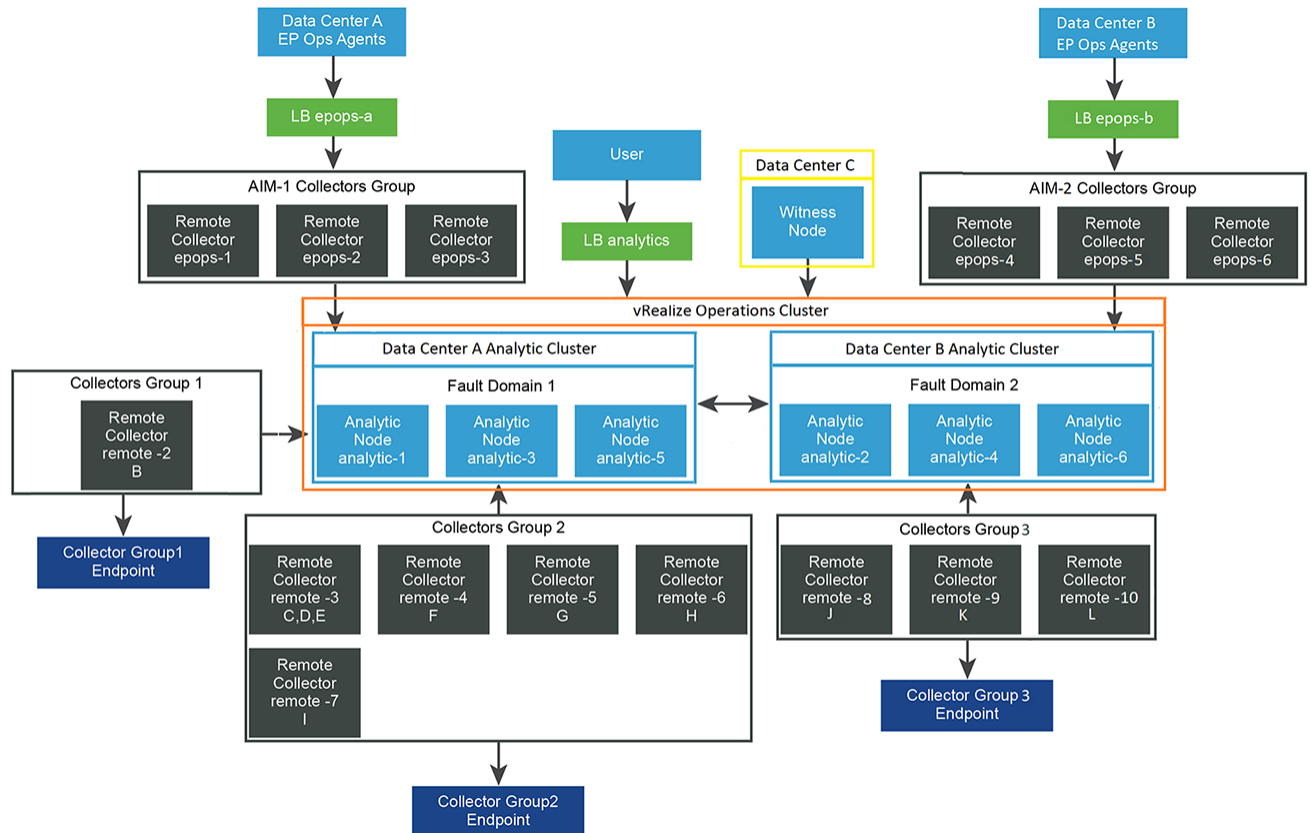 Data Center A
EP Ops Agents
Data Center B
EP Ops Agents
LB epops-a
LB epops-b
User
Data Center C
Witness
Node
AIM-1 Collectors Group
Remote
Collector
epops-1
Remote
Collector
epops-2
Remote
Collector
epops-3
AIM-2 Collectors Group
Remote
Collector
epops-4
Remote
Collector
epops-5
Remote
Collector
epops-6
LB analytics
vRealize Operations Cluster
Data Center A Analytic Cluster
Fault Domain 1
Analytic
Node
analytic-1
Analytic
Node
analytic-3
Analytic
Node
analytic-5
Data Center B Analytic Cluster
Fault Domain 2
Analytic
Node
analytic-2
Analytic
Node
analytic-4
Analytic
Node
analytic-6
Collectors Group 1
Remote
Collector
remote -2
B
Collector Group1
Endpoint
Collectors Group 2
Remote
Collector
remote -3
C,D,E
Remote
Collector
remote -4
F
Remote
Collector
remote -5
G
Remote
Collector
remote -6
H
Remote
Collector
remote -7
I
Collector Group2
Endpoint
Collectors Group 3
Remote
Collector
remote -8
J
Remote
Collector
remote -9
K
Remote
Collector
remote -10
L
Collector Group 3
Endpoint